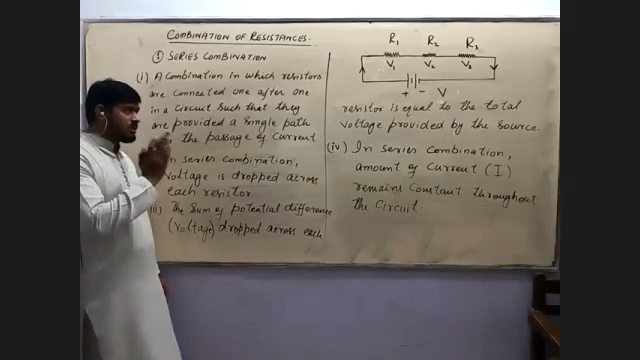 COMBINATION OF RESISTANCES.
① SERIES COMBINATION
(i) A Combination in which resistors
are connected one after one
in a Circuit such that they
are provided a single path
the passage of Current
In series combination,
voltage is dropped across
each resistor.
The Sum of potential difference
(voltage) dropped across each
R1 R2 R3
V1 V2 V3
+ - V
resistor is equal to the total
Voltage provided by the source.
(iv) In Series Combination,
amount of Current (I)
remains Constant throughout
the Circuit